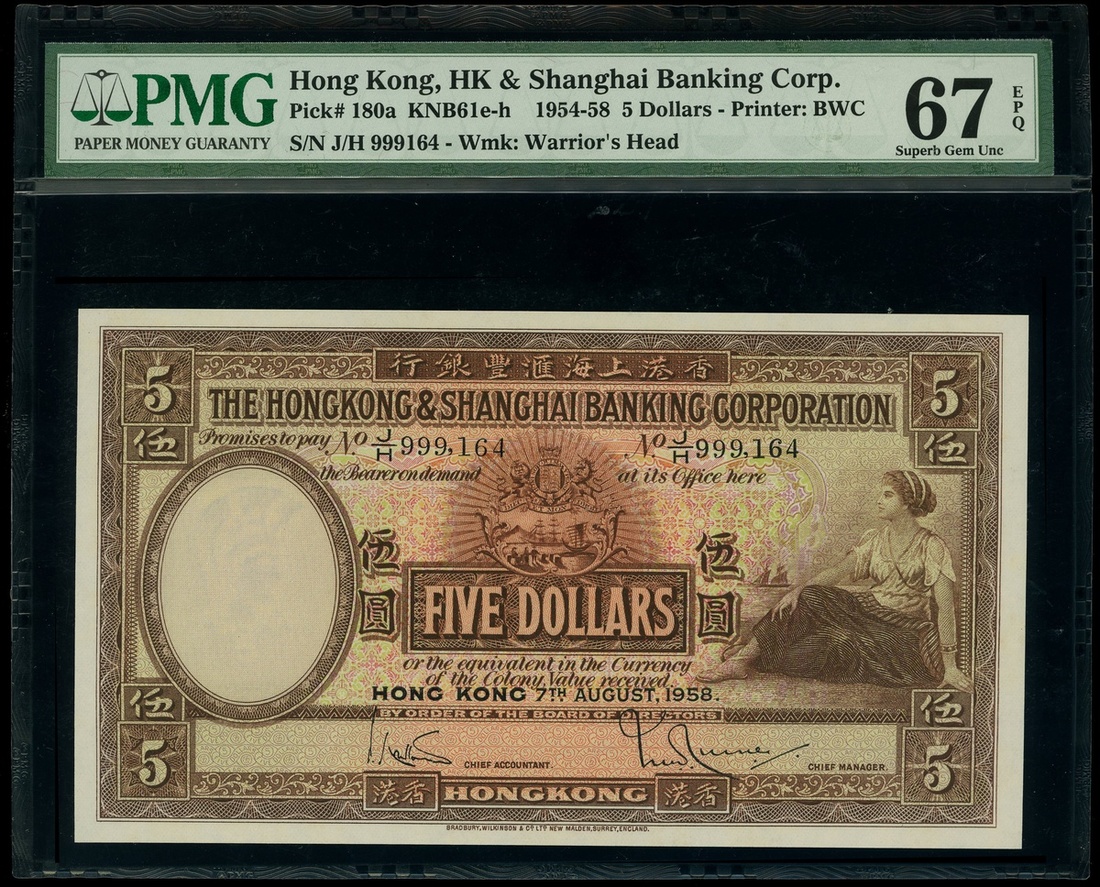 PMG
PAPER MONEY GUARANTY
Hong Kong, HK & Shanghai Banking Corp.
Pick# 180a KNB61e-h 1954-58 5 Dollars - Printer: BWC
S/N J/H 999164 - Wmk: Warrior's Head
67 EPQ
Superb Gem Unc
香港上海滙豐銀行
5 5
THE HONGKONG & SHANGHAI BANKING CORPORATION
伍 伍
Promises to pay No. J/H 999,164 No. J/H 999,164
the Bearer on demand at its Office here
伍圓 伍圓
FIVE DOLLARS
or the equivalent in the Currency
of the Colony, Value received.
HONG KONG 7TH AUGUST, 1958.
伍 伍
BY ORDER OF THE BOARD OF DIRECTORS
5 5
CHIEF ACCOUNTANT. CHIEF MANAGER.
香港 HONGKONG 香港
BRADBURY, WILKINSON & Co. LTD. NEW MALDEN, SURREY, ENGLAND.